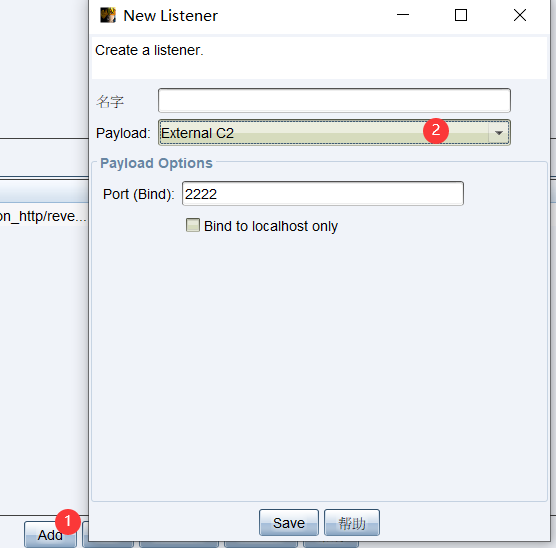 New Listener
Create a listener.
名字
Payload: External C2 2
Payload Options
Port (Bind): 2222
Bind to localhost only
on_http/reve...
Save 帮助
Add 1